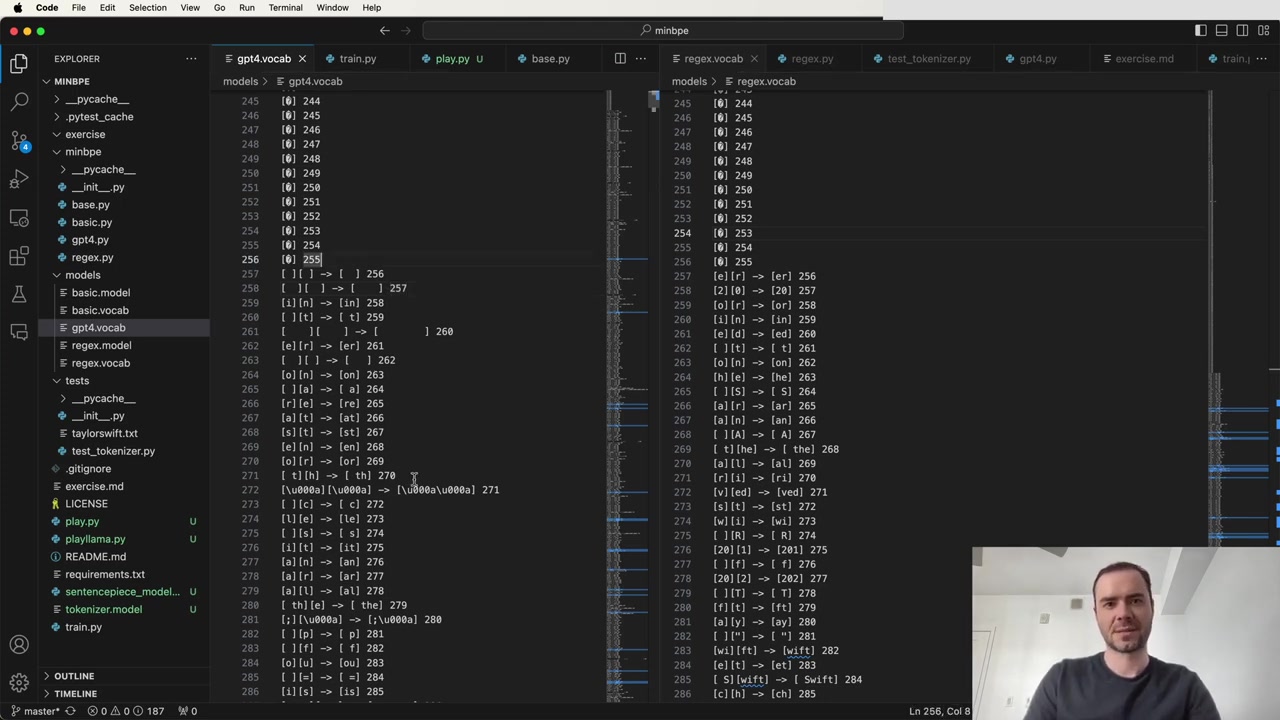 Code File Edit Selection View Go Run Terminal Window Help
minbpe
EXPLORER
gpt4.vocab
train.py
play.py U
base.py
regex.vocab
regex.py
test_tokenizer.py
gpt4.py
exercise.md
train.
models > gpt4.vocab
models > regex.vocab
MINBPE
__pycache__
.pytest_cache
exercise
minbpe
__pycache__
__init__.py
base.py
basic.py
gpt4.py
regex.py
models
basic.model
basic.vocab
gpt4.vocab
regex.model
regex.vocab
tests
__pycache__
__init__.py
taylorswift.txt
test_tokenizer.py
.gitignore
exercise.md
LICENSE
play.py U
playllama.py U
README.md
requirements.txt
sentencepiece_model... U
tokenizer.model U
train.py
OUTLINE
TIMELINE
4
245 [�] 244
246 [�] 245
247 [�] 246
248 [�] 247
249 [�] 248
250 [�] 249
251 [�] 250
252 [�] 251
253 [�] 252
254 [�] 253
255 [�] 254
256 [�] 255
257 [ ][ ] -> [  ] 256
258 [  ][  ] -> [    ] 257
259 [i][n] -> [in] 258
260 [ ][t] -> [ t] 259
261 [    ][    ] -> [        ] 260
262 [e][r] -> [er] 261
263 [  ][ ] -> [   ] 262
264 [o][n] -> [on] 263
265 [ ][a] -> [ a] 264
266 [r][e] -> [re] 265
267 [a][t] -> [at] 266
268 [s][t] -> [st] 267
269 [e][n] -> [en] 268
270 [o][r] -> [or] 269
271 [ t][h] -> [ th] 270
272 [\u000a][\u000a] -> [\u000a\u000a] 271
273 [ ][c] -> [ c] 272
274 [l][e] -> [le] 273
275 [ ][s] -> [ s] 274
276 [i][t] -> [it] 275
277 [a][n] -> [an] 276
278 [a][r] -> [ar] 277
279 [a][l] -> [al] 278
280 [ th][e] -> [ the] 279
281 [;][\u000a] -> [;\u000a] 280
282 [ ][p] -> [ p] 281
283 [ ][f] -> [ f] 282
284 [o][u] -> [ou] 283
285 [ ][=] -> [ =] 284
286 [i][s] -> [is] 285
245 [�] 244
246 [�] 245
247 [�] 246
248 [�] 247
249 [�] 248
250 [�] 249
251 [�] 250
252 [�] 251
253 [�] 252
254 [�] 253
255 [�] 254
256 [�] 255
257 [e][r] -> [er] 256
258 [2][0] -> [20] 257
259 [o][r] -> [or] 258
260 [i][n] -> [in] 259
261 [e][d] -> [ed] 260
262 [ ][t] -> [ t] 261
263 [o][n] -> [on] 262
264 [h][e] -> [he] 263
265 [ ][S] -> [ S] 264
266 [a][r] -> [ar] 265
267 [a][n] -> [an] 266
268 [ ][A] -> [ A] 267
269 [ t][he] -> [ the] 268
270 [a][l] -> [al] 269
271 [r][i] -> [ri] 270
272 [v][ed] -> [ved] 271
273 [s][t] -> [st] 272
274 [w][i] -> [wi] 273
275 [ ][R] -> [ R] 274
276 [20][1] -> [201] 275
277 [ ][f] -> [ f] 276
278 [20][2] -> [202] 277
279 [ ][T] -> [ T] 278
280 [f][t] -> [ft] 279
281 [a][y] -> [ay] 280
282 [ ]["] -> [ "] 281
283 [wi][ft] -> [wift] 282
284 [e][t] -> [et] 283
285 [ S][wift] -> [ Swift] 284
286 [c][h] -> [ch] 285
master* 0 0 187 0
Ln 256, Col 8